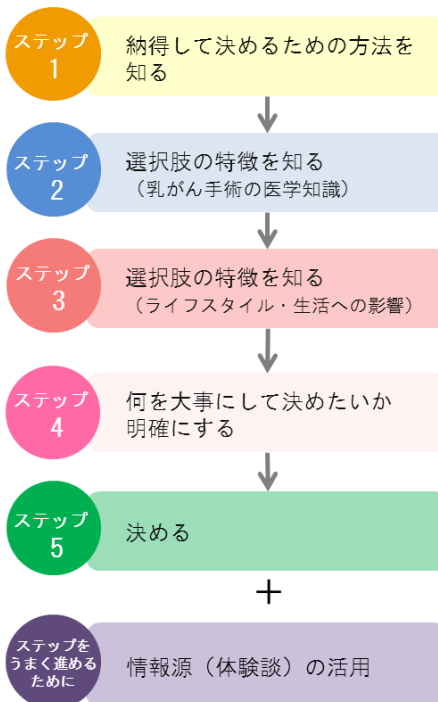 ステップ
1
納得して決めるための方法を
知る
ステップ
2
選択肢の特徴を知る
（乳がん手術の医学知識）
ステップ
3
選択肢の特徴を知る
（ライフスタイル・生活への影響）
ステップ
4
何を大事にして決めたいか
明確にする
ステップ
5
決める
+
ステップを
うまく進める
ために
情報源（体験談）の活用